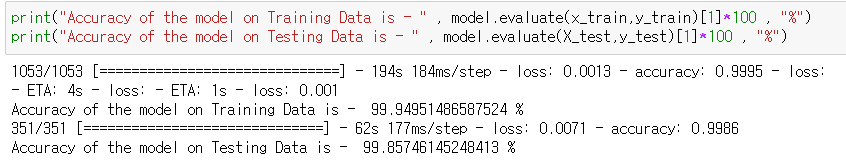 print("Accuracy of the model on Training Data is - " , model.evaluate(x_train,y_train)[1]*100 , "%")
print("Accuracy of the model on Testing Data is - " , model.evaluate(X_test,y_test)[1]*100 , "%")
1053/1053 [==============================] - 194s 184ms/step - loss: 0.0013 - accuracy: 0.9995 - loss:
- ETA: 4s - loss: - ETA: 1s - loss: 0.001
Accuracy of the model on Training Data is -  99.94951486587524 %
351/351 [==============================] - 62s 177ms/step - loss: 0.0071 - accuracy: 0.9986
Accuracy of the model on Testing Data is -  99.85746145248413 %